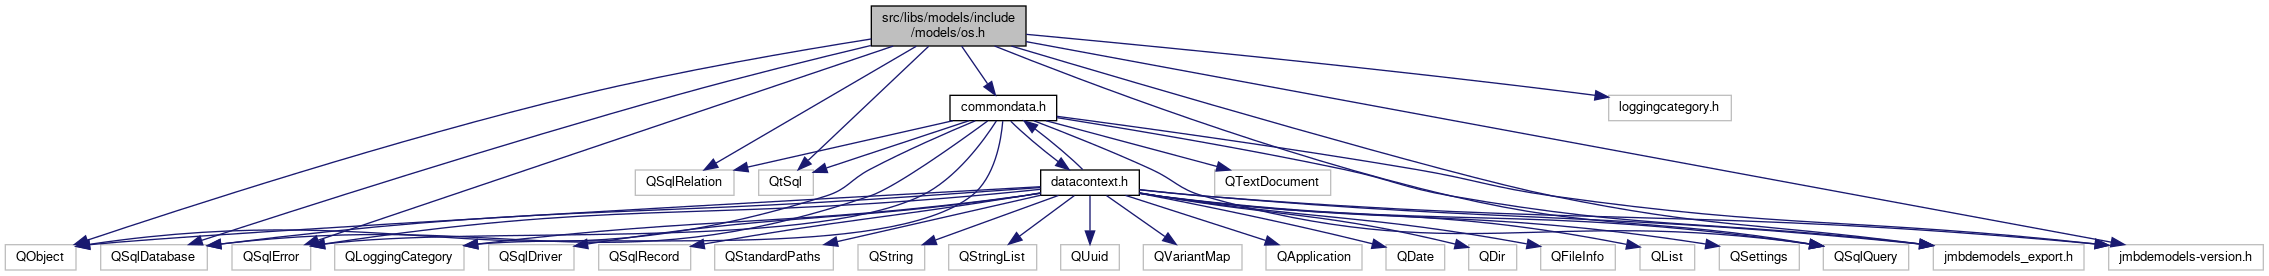 src/libs/models/include
/models/os.h
commondata.h
loggingcategory.h
QSqlRelation
QtSql
datacontext.h
QTextDocument
QObject
QSqlDatabase
QSqlError
QLoggingCategory
QSqlDriver
QSqlRecord
QStandardPaths
QString
QStringList
QUuid
QVariantMap
QApplication
QDate
QDir
QFileInfo
QList
QSettings
QSqlQuery
jmbdemodels_export.h
jmbdemodels-version.h